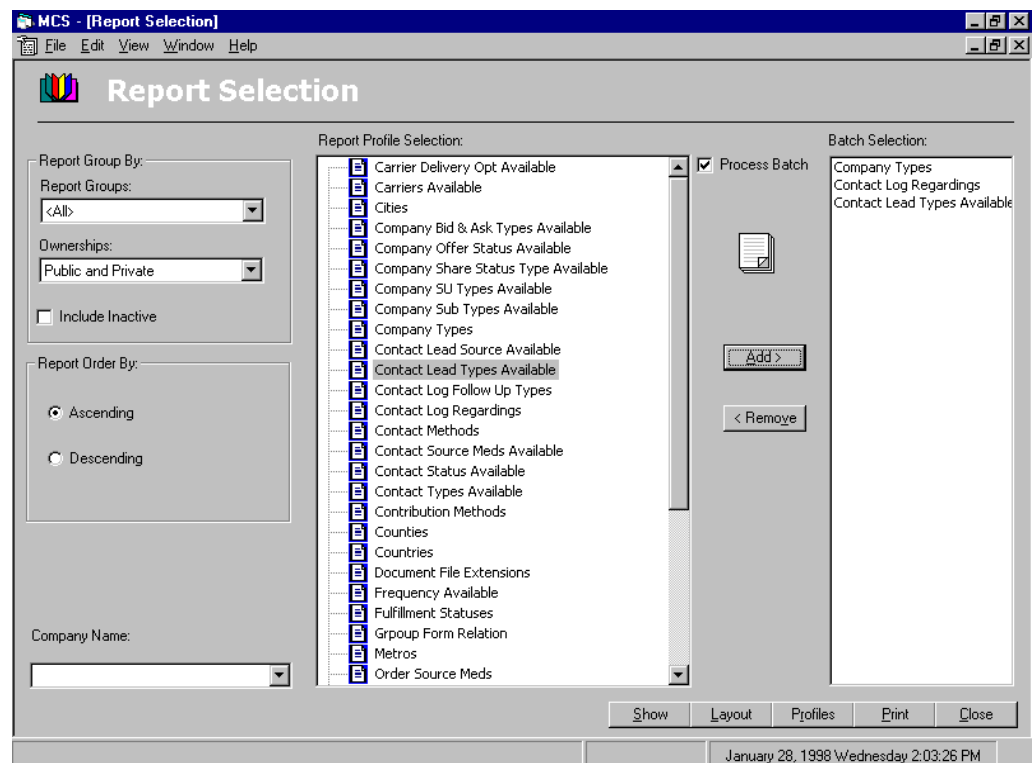 MCS - [Report Selection]
File Edit View Window Help
Report Selection
Report Group By:
Report Groups:
<All>
Ownerships:
Public and Private
Include Inactive
Report Order By:
Ascending
Descending
Company Name:
Report Profile Selection:
Carrier Delivery Opt Available
Carriers Available
Cities
Company Bid & Ask Types Available
Company Offer Status Available
Company Share Status Type Available
Company SU Types Available
Company Sub Types Available
Company Types
Contact Lead Source Available
Contact Lead Types Available
Contact Log Follow Up Types
Contact Log Regardings
Contact Methods
Contact Source Meds Available
Contact Status Available
Contact Types Available
Contribution Methods
Counties
Countries
Document File Extensions
Frequency Available
Fulfillment Statuses
Grpoup Form Relation
Metros
Order Source Meds
Process Batch
Add >
< Remove
Batch Selection:
Company Types
Contact Log Regardings
Contact Lead Types Available
Show Layout Profiles Print Close
January 28, 1998 Wednesday 2:03:26 PM